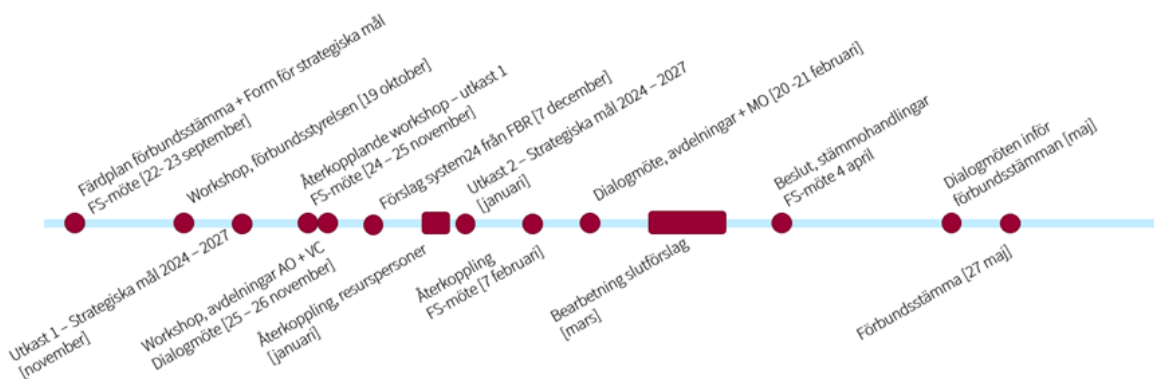 Färdplan förbundsstämma + Form för strategiska mål
FS-möte [22- 23 september]
Workshop, förbundsstyrelsen [19 oktober]
Återkopplande workshop – utkast 1
FS-möte [24 – 25 november]
Förslag system24 från FBR [7 december]
Utkast 2 – Strategiska mål 2024 – 2027
[januari]
Dialogmöte, avdelningar + MO [20 -21 februari]
Beslut, stämmohandlingar
FS-möte 4 april
Dialogmöten inför
förbundsstämman [maj]
Utkast 1 – Strategiska mål 2024 – 2027
[november]
Workshop, avdelningar AO + VC
Dialogmöte [25 – 26 november]
Återkoppling, resurspersoner
[januari]
Återkoppling
FS-möte [7 februari]
Bearbetning slutförslag
[mars]
Förbundsstämma [27 maj]